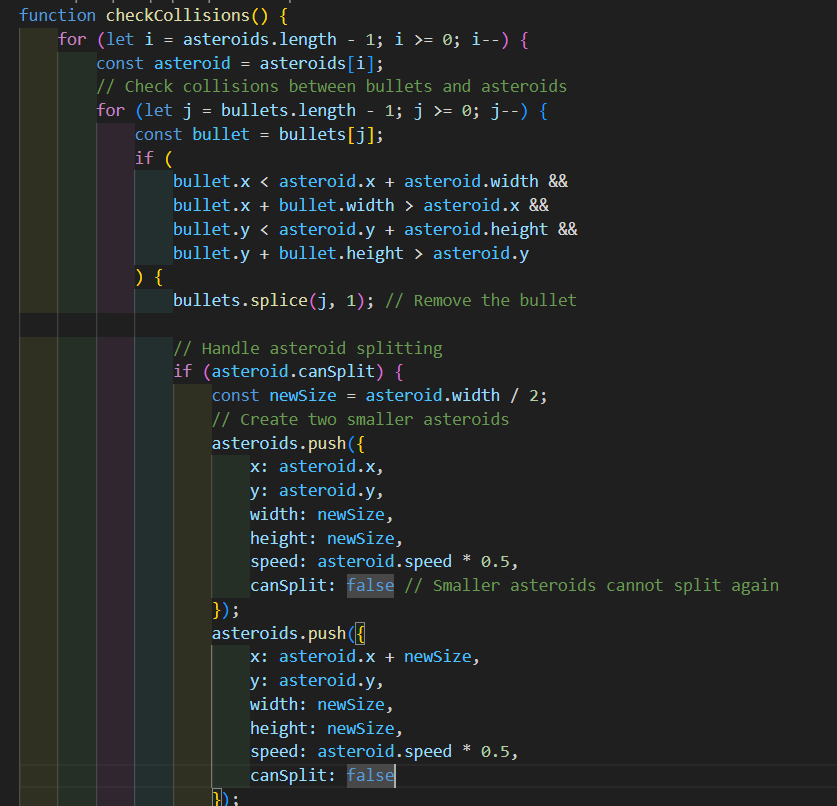 function checkCollisions() {
for (let i = asteroids.length - 1; i >= 0; i--) {
const asteroid = asteroids[i];
// Check collisions between bullets and asteroids
for (let j = bullets.length - 1; j >= 0; j--) {
const bullet = bullets[j];
if (
bullet.x < asteroid.x + asteroid.width &&
bullet.x + bullet.width > asteroid.x &&
bullet.y < asteroid.y + asteroid.height &&
bullet.y + bullet.height > asteroid.y
) {
bullets.splice(j, 1); // Remove the bullet
// Handle asteroid splitting
if (asteroid.canSplit) {
const newSize = asteroid.width / 2;
// Create two smaller asteroids
asteroids.push({
x: asteroid.x,
y: asteroid.y,
width: newSize,
height: newSize,
speed: asteroid.speed * 0.5,
canSplit: false // Smaller asteroids cannot split again
});
asteroids.push({
x: asteroid.x + newSize,
y: asteroid.y,
width: newSize,
height: newSize,
speed: asteroid.speed * 0.5,
canSplit: false
});